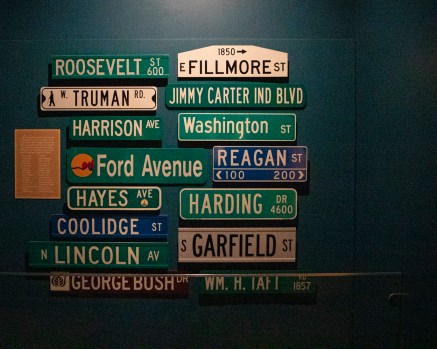 ROOSEVELT ST 600
1850→
E FILLMORE ST
W. TRUMAN RD.
JIMMY CARTER IND BLVD
HARRISON AVE
Washington ST
Ford Avenue
REAGAN ST
<100 200>
HAYES AVE
HARDING DR 4600
COOLIDGE ST
S GARFIELD ST
N LINCOLN AV
GEORGE BUSH DR
WM. H. TAFT RD 1857